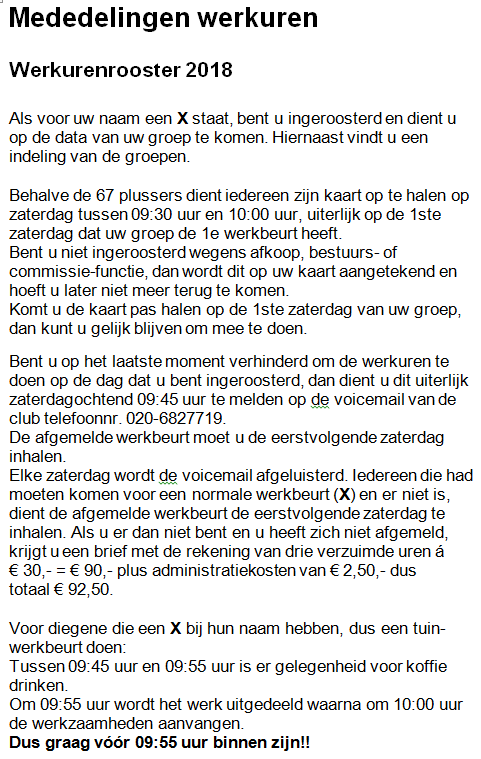 Mededelingen werkuren
Werkurenrooster 2018
Als voor uw naam een X staat, bent u ingeroosterd en dient u
op de data van uw groep te komen. Hiernaast vindt u een
indeling van de groepen.
Behalve de 67 plussers dient iedereen zijn kaart op te halen op
zaterdag tussen 09:30 uur en 10:00 uur, uiterlijk op de 1ste
zaterdag dat uw groep de 1e werkbeurt heeft.
Bent u niet ingeroosterd wegens afkoop, bestuurs- of
commissie-functie, dan wordt dit op uw kaart aangetekend en
hoeft u later niet meer terug te komen.
Komt u de kaart pas halen op de 1ste zaterdag van uw groep,
dan kunt u gelijk blijven om mee te doen.
Bent u op het laatste moment verhinderd om de werkuren te
doen op de dag dat u bent ingeroosterd, dan dient u dit uiterlijk
zaterdagochtend 09:45 uur te melden op de voicemail van de
club telefoonnr. 020-6827719.
De afgemelde werkbeurt moet u de eerstvolgende zaterdag
inhalen.
Elke zaterdag wordt de voicemail afgeluisterd. Iedereen die had
moeten komen voor een normale werkbeurt (X) en er niet is,
dient de afgemelde werkbeurt de eerstvolgende zaterdag te
inhalen. Als u er dan niet bent en u heeft zich niet afgemeld,
krijgt u een brief met de rekening van drie verzuimde uren á
€ 30,- = € 90,- plus administratiekosten van € 2,50,- dus
totaal € 92,50.
Voor diegene die een X bij hun naam hebben, dus een tuin-
werkbeurt doen:
Tussen 09:45 uur en 09:55 uur is er gelegenheid voor koffie
drinken.
Om 09:55 uur wordt het werk uitgedeeld waarna om 10:00 uur
de werkzaamheden aanvangen.
Dus graag vóór 09:55 uur binnen zijn!!